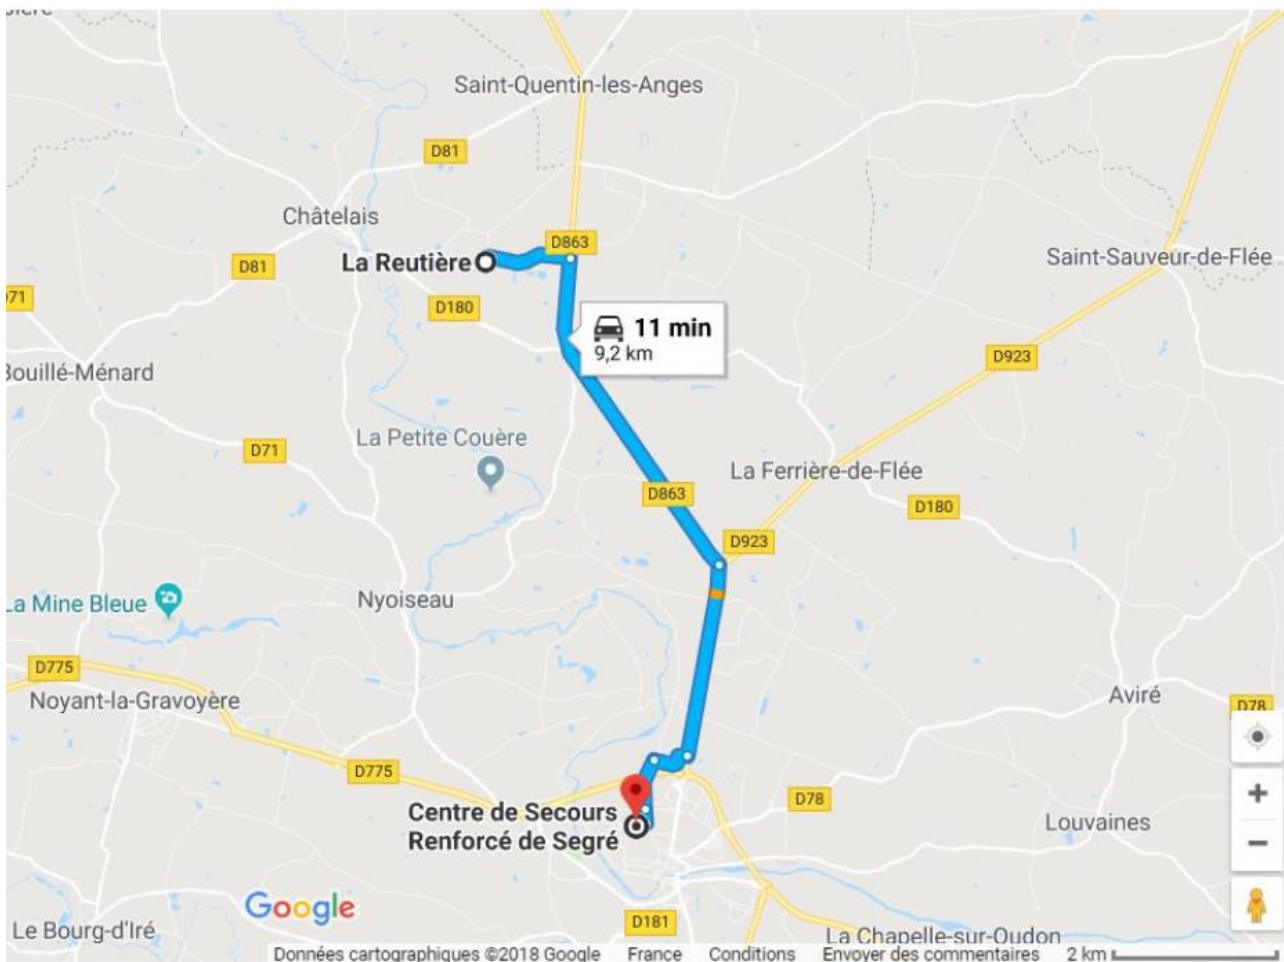 Saint-Quentin-les-Anges
D81
Châtelais
D863
La Reutière
D81
Saint-Sauveur-de-Flée
D180
71
11 min
9,2 km
D923
Bouillé-Ménard
La Petite Couère
D71
La Ferrière-de-Flée
D863
D180
D923
La Mine Bleue
Nyoiseau
D775
Noyant-la-Gravoyère
Aviré
D78
D775
D78
Centre de Secours
Renforcé de Segré
Louvaines
Google
Le Bourg-d'Iré
D181
La Chapelle-sur-Oudon
Données cartographiques ©2018 Google France Conditions Envoyer des commentaires 2 km